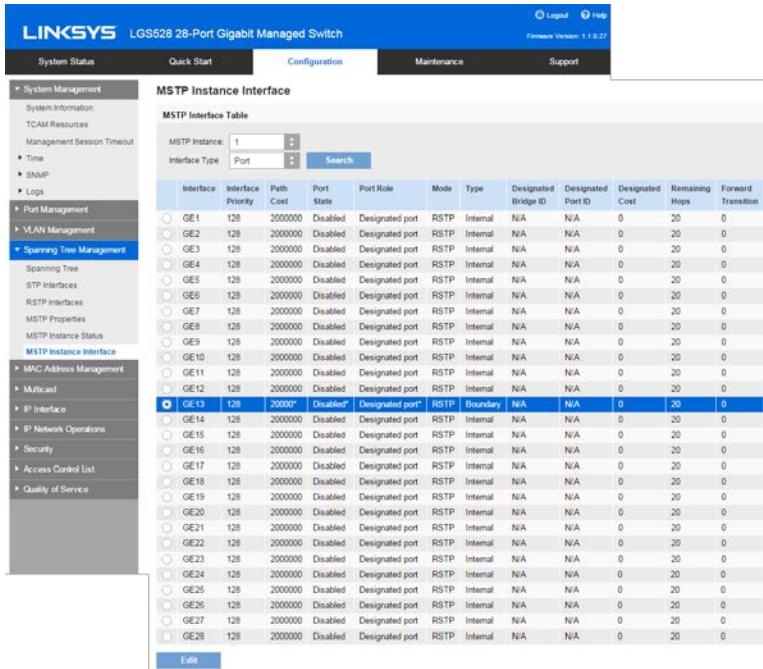 Logout Help
LINKSYS LGS528 28-Port Gigabit Managed Switch
Firmware Version: 1.1.0.27
System Status Quick Start Configuration Maintenance Support
System Management
System Information
TCAM Resources
Management Session Timeout
Time
SNMP
Logs
Port Management
VLAN Management
Spanning Tree Management
Spanning Tree
STP Interfaces
RSTP Interfaces
MSTP Properties
MSTP Instance Status
MSTP Instance Interface
MAC Address Management
Multicast
IP Interface
IP Network Operations
Security
Access Control List
Quality of Service
MSTP Instance Interface
MSTP Interface Table
MSTP Instance: 1
Interface Type Port Search
Interface Interface Priority Path Cost Port State Port Role Mode Type Designated Bridge ID Designated Port ID Designated Cost Remaining Hops Forward Transition
GE1 128 2000000 Disabled Designated port RSTP Internal N/A N/A 0 20 0
GE2 128 2000000 Disabled Designated port RSTP Internal N/A N/A 0 20 0
GE3 128 2000000 Disabled Designated port RSTP Internal N/A N/A 0 20 0
GE4 128 2000000 Disabled Designated port RSTP Internal N/A N/A 0 20 0
GE5 128 2000000 Disabled Designated port RSTP Internal N/A N/A 0 20 0
GE6 128 2000000 Disabled Designated port RSTP Internal N/A N/A 0 20 0
GE7 128 2000000 Disabled Designated port RSTP Internal N/A N/A 0 20 0
GE8 128 2000000 Disabled Designated port RSTP Internal N/A N/A 0 20 0
GE9 128 2000000 Disabled Designated port RSTP Internal N/A N/A 0 20 0
GE10 128 2000000 Disabled Designated port RSTP Internal N/A N/A 0 20 0
GE11 128 2000000 Disabled Designated port RSTP Internal N/A N/A 0 20 0
GE12 128 2000000 Disabled Designated port RSTP Internal N/A N/A 0 20 0
GE13 128 20000* Disabled* Designated port* RSTP Boundary N/A N/A 0 20 0
GE14 128 2000000 Disabled Designated port RSTP Internal N/A N/A 0 20 0
GE15 128 2000000 Disabled Designated port RSTP Internal N/A N/A 0 20 0
GE16 128 2000000 Disabled Designated port RSTP Internal N/A N/A 0 20 0
GE17 128 2000000 Disabled Designated port RSTP Internal N/A N/A 0 20 0
GE18 128 2000000 Disabled Designated port RSTP Internal N/A N/A 0 20 0
GE19 128 2000000 Disabled Designated port RSTP Internal N/A N/A 0 20 0
GE20 128 2000000 Disabled Designated port RSTP Internal N/A N/A 0 20 0
GE21 128 2000000 Disabled Designated port RSTP Internal N/A N/A 0 20 0
GE22 128 2000000 Disabled Designated port RSTP Internal N/A N/A 0 20 0
GE23 128 2000000 Disabled Designated port RSTP Internal N/A N/A 0 20 0
GE24 128 2000000 Disabled Designated port RSTP Internal N/A N/A 0 20 0
GE25 128 2000000 Disabled Designated port RSTP Internal N/A N/A 0 20 0
GE26 128 2000000 Disabled Designated port RSTP Internal N/A N/A 0 20 0
GE27 128 2000000 Disabled Designated port RSTP Internal N/A N/A 0 20 0
GE28 128 2000000 Disabled Designated port RSTP Internal N/A N/A 0 20 0
Edit